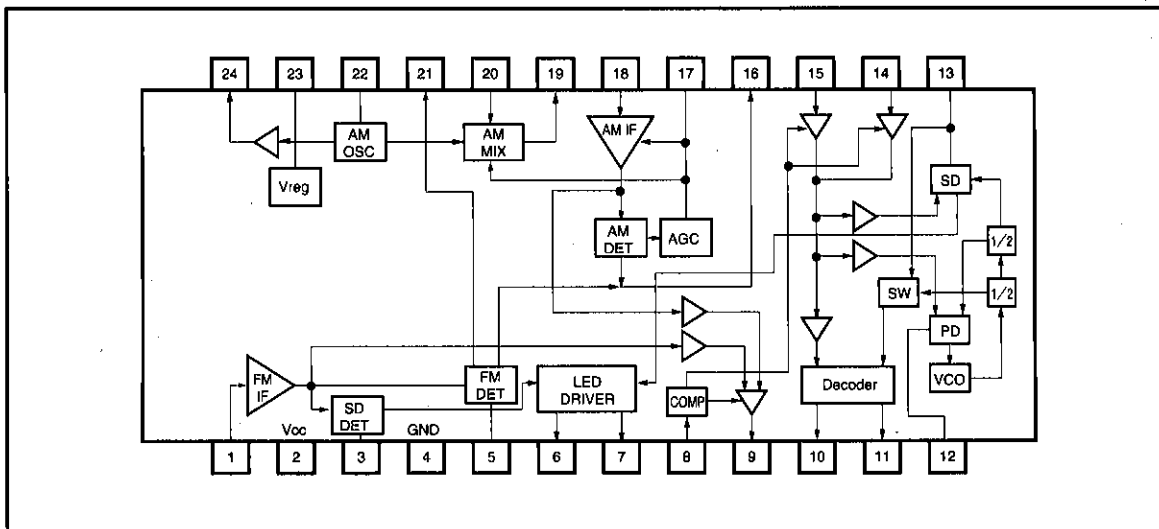 24 23 22 21 20 19 18 17 16 15 14 13
AM OSC
AM MIX
AM IF
Vreg
SD
AM DET
AGC
1/2
SW
1/2
PD
FM IF
FM DET
LED DRIVER
VCO
COMP
Decoder
SD DET
Vcc
GND
1 2 3 4 5 6 7 8 9 10 11 12